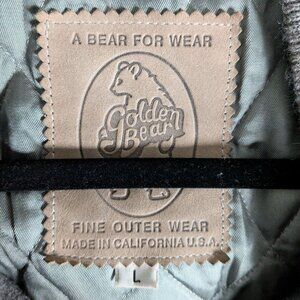 A BEAR FOR WEAR
Golden
Bear
FINE OUTER WEAR
MADE IN CALIFORNIA U.S.A.
L